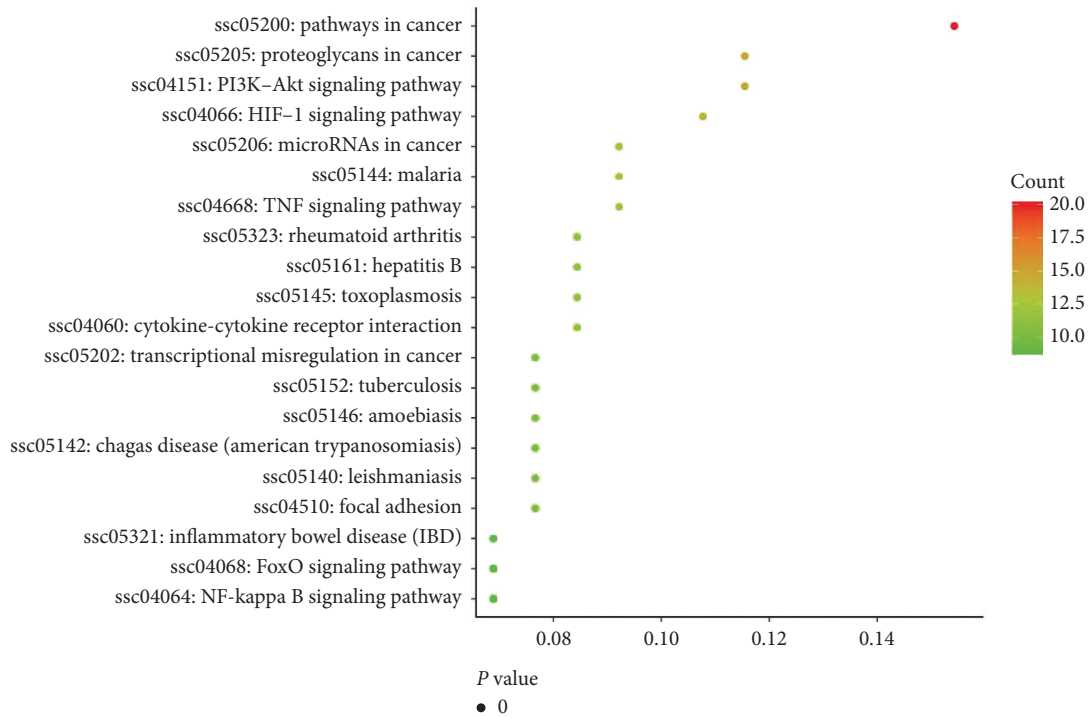 ssc05200: pathways in cancer
ssc05205: proteoglycans in cancer
ssc04151: PI3K–Akt signaling pathway
ssc04066: HIF–1 signaling pathway
ssc05206: microRNAs in cancer
ssc05144: malaria
ssc04668: TNF signaling pathway
ssc05323: rheumatoid arthritis
ssc05161: hepatitis B
ssc05145: toxoplasmosis
ssc04060: cytokine-cytokine receptor interaction
ssc05202: transcriptional misregulation in cancer
ssc05152: tuberculosis
ssc05146: amoebiasis
ssc05142: chagas disease (american trypanosomiasis)
ssc05140: leishmaniasis
ssc04510: focal adhesion
ssc05321: inflammatory bowel disease (IBD)
ssc04068: FoxO signaling pathway
ssc04064: NF-kappa B signaling pathway
0.08 0.10 0.12 0.14
P value
0
Count
20.0
17.5
15.0
12.5
10.0